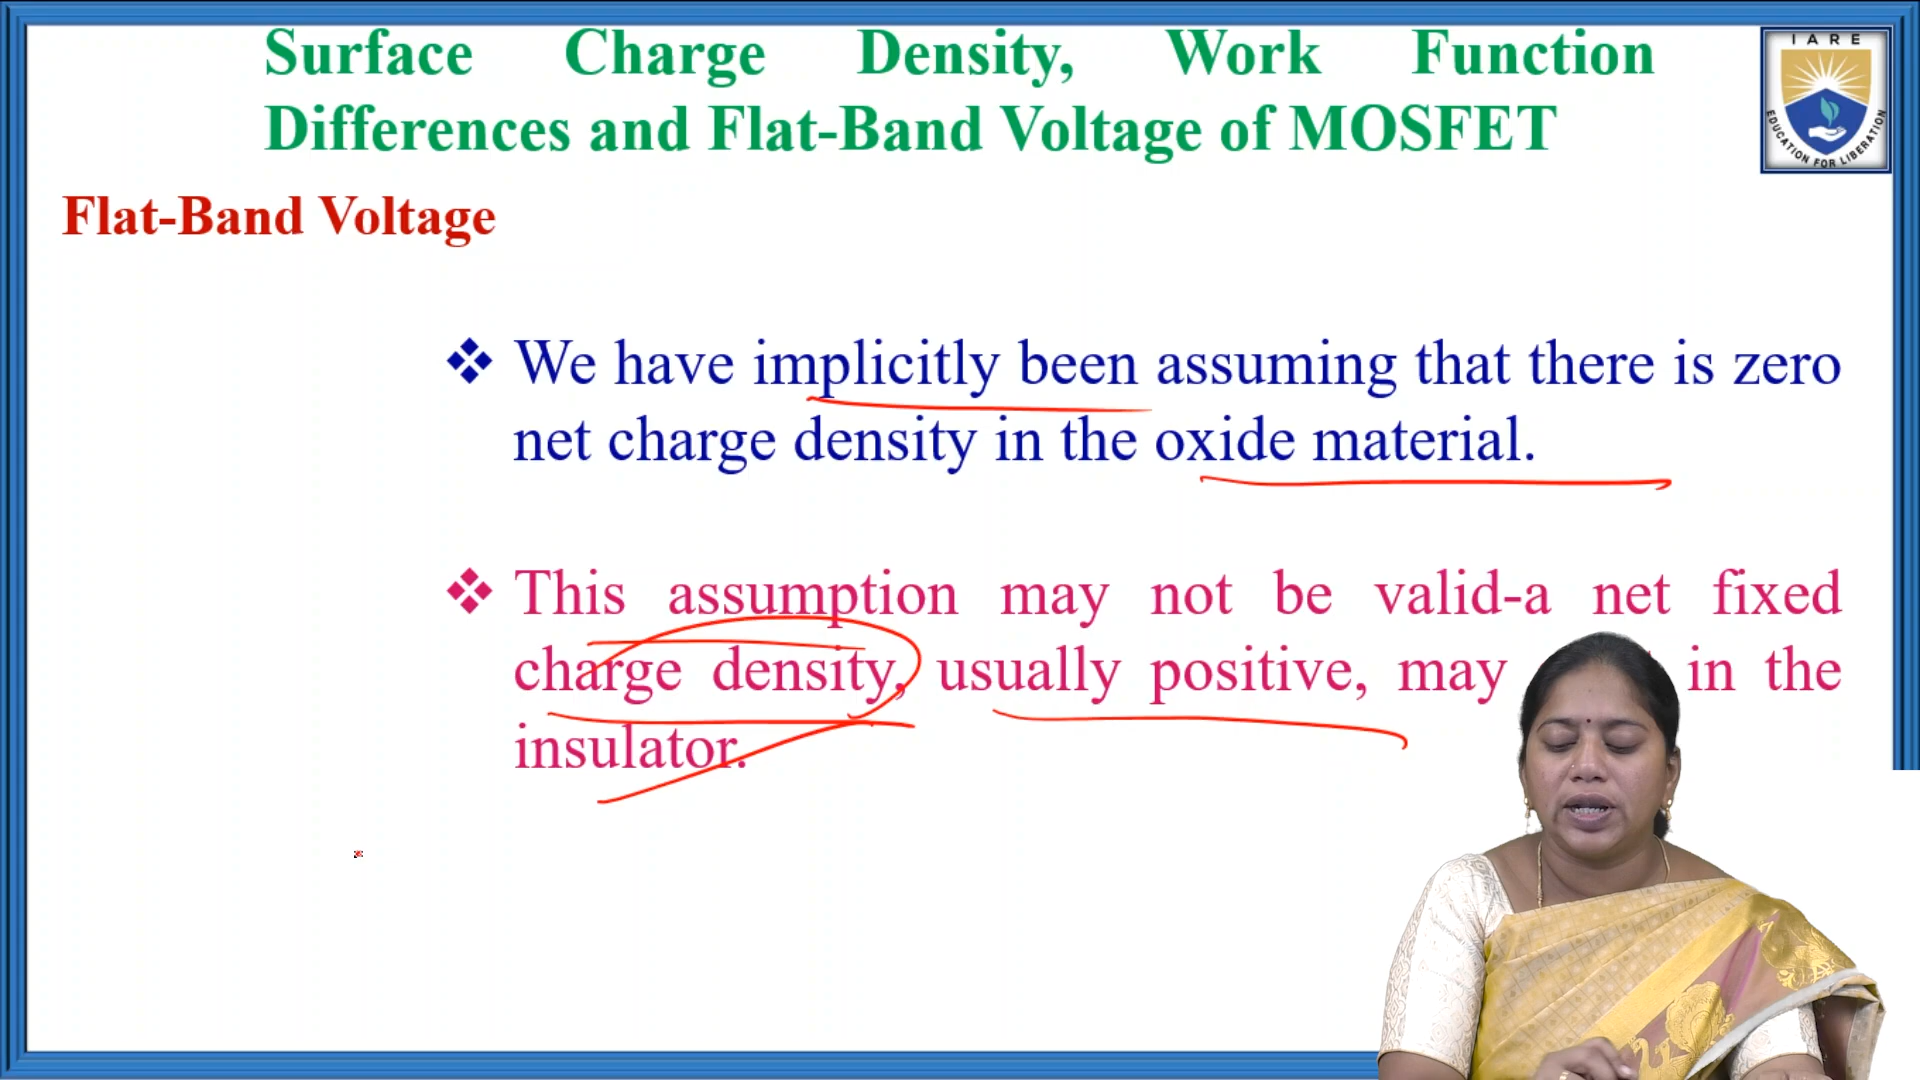 Surface Charge Density, Work Function
Differences and Flat-Band Voltage of MOSFET
IARE
EDUCATION FOR LIBERATION
Flat-Band Voltage
We have implicitly been assuming that there is zero
net charge density in the oxide material.
This assumption may not be valid-a net fixed
charge density, usually positive, may in the
insulator.